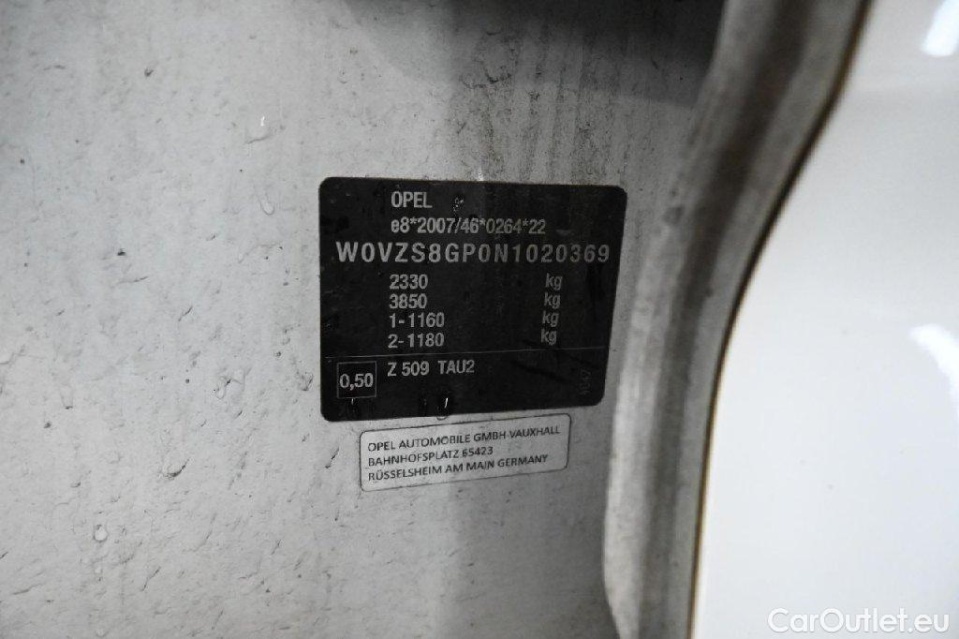 OPEL
e8*2007/46*0264*22
W0VZS8GP0N1020369
2330 kg
3850 kg
1-1160 kg
2-1180 kg
0,50 Z 509 TAU2
OPEL AUTOMOBILE GMBH-VAUXHALL
BAHNHOFSPLATZ 65423
RÜSSELSHEIM AM MAIN GERMANY
CarOutlet.eu